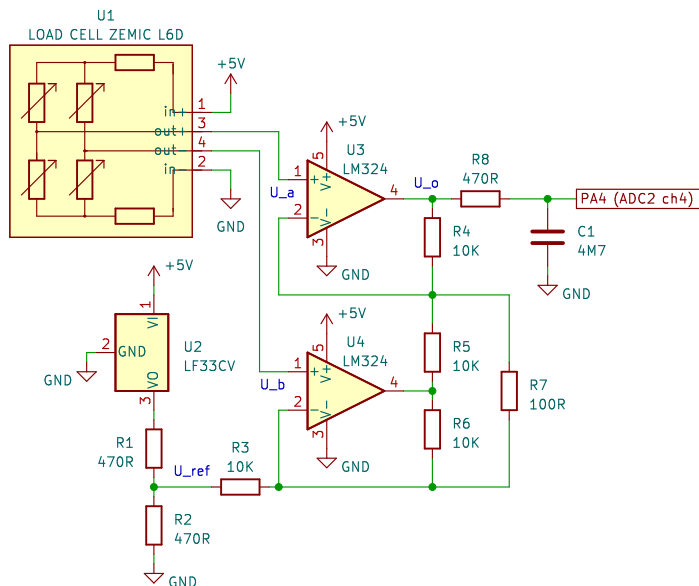 U1
LOAD CELL ZEMIC L6D
in+
out+
out-
in-
1
3
4
2
+5V
GND
+5V
U3
LM324
5
V+
1
+
2
-
V-
3
4
GND
U_a
U_o
R8
470R
PA4 (ADC2 ch4)
C1
4M7
GND
R4
10K
+5V
U4
LM324
5
V+
1
+
2
-
V-
3
4
GND
U_b
R5
10K
R6
10K
R7
100R
+5V
1
VI
2
GND
VO
3
U2
LF33CV
GND
R1
470R
U_ref
R3
10K
R2
470R
GND